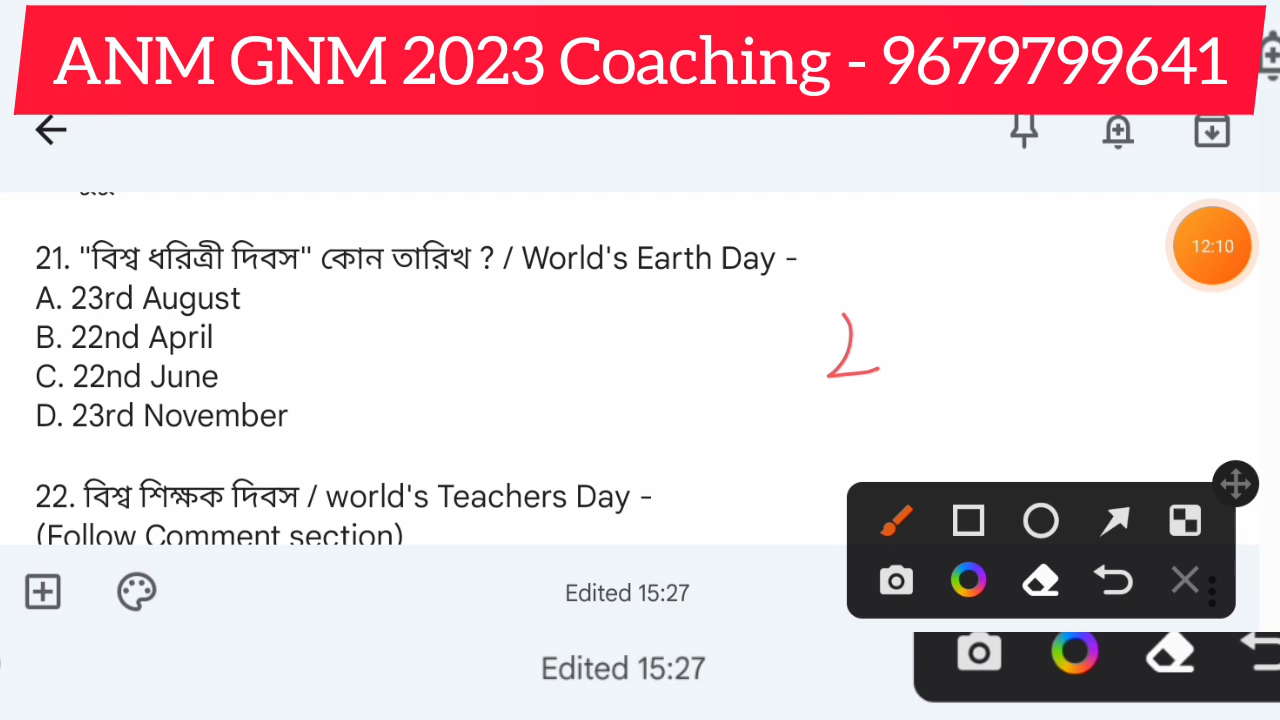 ANM GNM 2023 Coaching - 9679799641
12:10
21. "বিশ্ব ধরিত্রী দিবস" কোন তারিখ ? / World's Earth Day -
A. 23rd August
B. 22nd April
C. 22nd June
D. 23rd November
2
22. বিশ্ব শিক্ষক দিবস / world's Teachers Day -
(Follow Comment section)
Edited 15:27
Edited 15:27